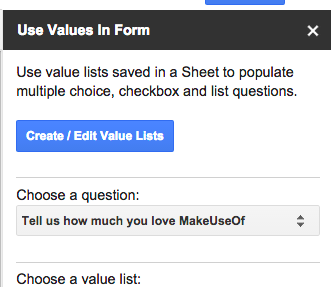 Use Values In Form
Use value lists saved in a Sheet to populate
multiple choice, checkbox and list questions.
Create / Edit Value Lists
Choose a question:
Tell us how much you love MakeUseOf
Choose a value list: